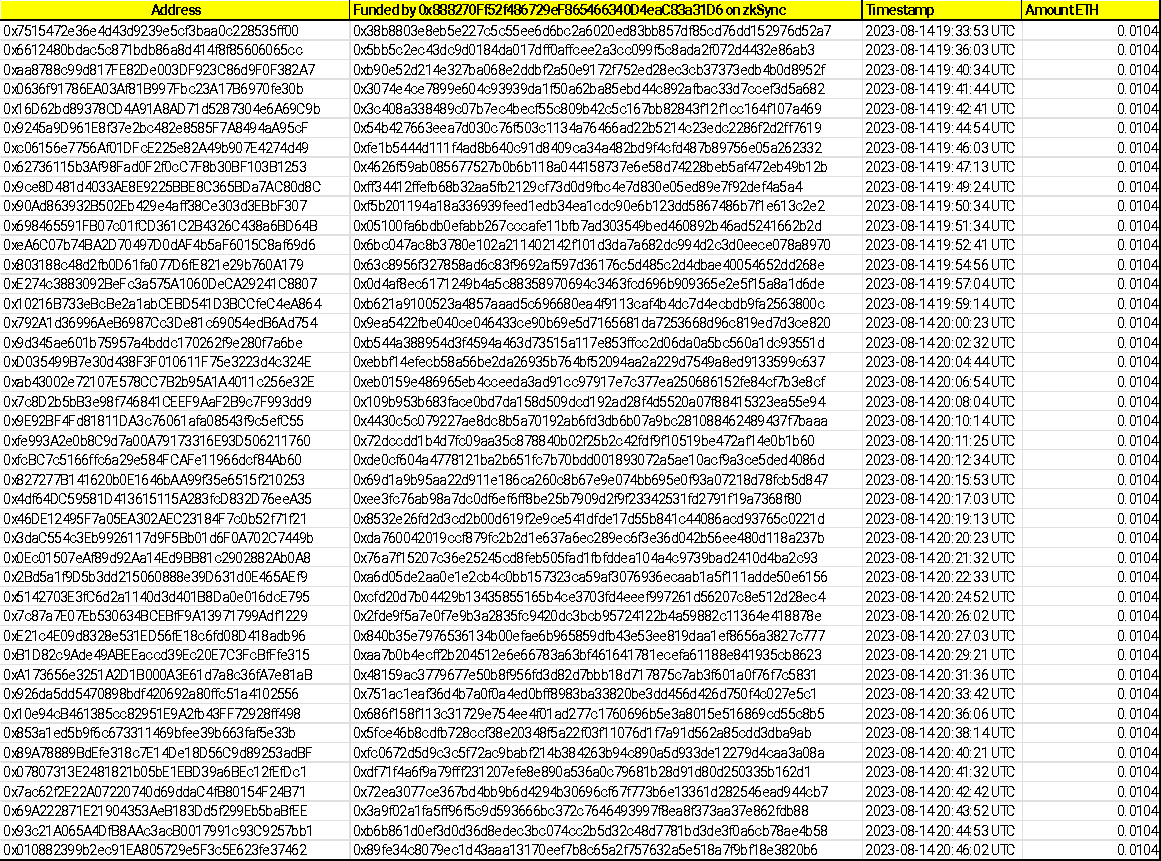 Address Funded by 0x888270Ff52f486729eF865466340D4eaC83a31D6 on zkSync Timestamp Amount ETH
0x7515472e36e4d43d9239e5cf3baa0c228535ff00 0x38b8803e8eb5e227c5c55ee6d6bc2a6020ed83bb857df85cd76dd152976d52a7 2023-08-14 19:33:53 UTC 0.0104
0x6612480bdac5c871bdb86a8d414f8f85606065cc 0x5bb5c2ec43dc9d0184da017dff0affcee2a3cc099f5c8ada2f072d4432e86ab3 2023-08-14 19:36:03 UTC 0.0104
0xaa8788c99d817FE82De003DF923C86d9F0F382A7 0xb90e52d214e327ba068e2ddbf2a50e9172f752ed28ec3cb37373edb4b0d8952f 2023-08-14 19:40:34 UTC 0.0104
0x0636f91786EA03Af81B997Fbc23A17B6970fe30b 0x3074e4ce7899e604c93939da1f50a62ba85ebd44c892afbac33d7ccef3d5a682 2023-08-14 19:41:44 UTC 0.0104
0x16D62bd89378CD4A91A8AD71d5287304e6A69C9b 0x3c408a338489c07b7ec4becf55c809b42c5c167bb82843f12f1cc164f107a469 2023-08-14 19:42:41 UTC 0.0104
0x9245a9D961E8f37e2bc482e8585F7A8494aA95cF 0x54b427663eea7d030c76f503c1134a76466ad22b5214c23edc2286f2d2ff7619 2023-08-14 19:44:54 UTC 0.0104
0xc06156e7756Af01DFcE225e82A49b907E4274d49 0xfe1b5444d111f4ad8b640c91d8409ca34a482bd9f4cfd487b89756e05a262332 2023-08-14 19:46:03 UTC 0.0104
0x62736115b3Af98Fad0F2f0cC7F8b30BF103B1253 0x4626f59ab085677527b0b6b118a044158737e6e58d74228beb5af472eb49b12b 2023-08-14 19:47:13 UTC 0.0104
0x9ce8D481d4033AE8E9225BBE8C365BDa7AC80d8C 0xff34412ffefb68b32aa5fb2129cf73d0d9fbc4e7d830e05ed89e7f92def4a5a4 2023-08-14 19:49:24 UTC 0.0104
0x90Ad863932B502Eb429e4aff38Ce303d3EBbF307 0xf5b201194a18a336939feed1edb34ea1cdc90e6b123dd5867486b7f1e613c2e2 2023-08-14 19:50:34 UTC 0.0104
0x698465591FB07c01fCD361C2B4326C438a6BD64B 0x05100fa6bdb0efabb267cccafe11bfb7ad303549bed460892b46ad5241662b2d 2023-08-14 19:51:34 UTC 0.0104
0xeA6C07b74BA2D70497D0dAF4b5aF6015C8af69d6 0x6bc047ac8b3780e102a211402142f101d3da7a682dc994d2c3d0eece078a8970 2023-08-14 19:52:41 UTC 0.0104
0x803188c48d2fb0D61fa077D6fE821e29b760A179 0x63c8956f327858ad6c83f9692af597d36176c5d485c2d4dbae40054652dd268e 2023-08-14 19:54:56 UTC 0.0104
0xE274c3883092BeFc3a575A1060DeCA29241C8807 0x0d4af8ec6171249b4a5c88358970694c3463fcd696b909365e2e5f15a8a1d6de 2023-08-14 19:57:04 UTC 0.0104
0x10216B733eBcBe2a1abCEBD541D3BCCfeC4eA864 0xb621a9100523a4857aaad5c696680ea4f9113caf4b4dc7d4ecbdb9fa2563800c 2023-08-14 19:59:14 UTC 0.0104
0x792A1d36996AeB6987Cc3De81c69054edB6Ad754 0x9ea5422fbe040ce046433ce90b69e5d7165681da7253668d96c819ed7d3ce820 2023-08-14 20:00:23 UTC 0.0104
0x9d345ae601b75957a4bddc170262f9e280f7a6be 0xb544a388954d3f4594a463d73515a117e853ffcc2d06da0a5bc560a1dc93551d 2023-08-14 20:02:32 UTC 0.0104
0xD035499B7e30d438F3F010611F75e3223d4c324E 0xebbf14efecb58a56be2da26935b764bf52094aa2a229d7549a8ed9133599c637 2023-08-14 20:04:44 UTC 0.0104
0xab43002e72107E578CC7B2b95A1A4011c256e32E 0xeb0159e486965eb4cceeda3ad91cc97917e7c377ea250686152fe84cf7b3e8cf 2023-08-14 20:06:54 UTC 0.0104
0x7c8D2b5bB3e98f746841CEEF9AaF2B9c7F993dd9 0x109b953b683face0bd7da158d509dcd192ad28f4d5520a07f88415323ea55e94 2023-08-14 20:08:04 UTC 0.0104
0x9E92BF4Fd81811DA3c76061afa08543f9c5efC55 0x4430c5c079227ae8dc8b5a70192ab6fd3db6b07a9bc281088462489437f7baaa 2023-08-14 20:10:14 UTC 0.0104
0xfe993A2e0b8C9d7a00A79173316E93D506211760 0x72dccdd1b4d7fc09aa35c878840b02f25b2c42fdf9f10519be472af14e0b1b60 2023-08-14 20:11:25 UTC 0.0104
0xfcBC7c5166ffc6a29e584FCAFe11966dcf84Ab60 0xde0cf604a4778121ba2b651fc7b70bdd001893072a5ae10acf9a3ce5ded4086d 2023-08-14 20:12:34 UTC 0.0104
0x827277B141620b0E1646bAA99f35e6515f210253 0x69d1a9b95aa22d911e186ca260c8b67e9e074bb695e0f93a07218d78fcb5d847 2023-08-14 20:15:53 UTC 0.0104
0x4df64DC59581D413615115A283fcD832D76eeA35 0xee3fc76ab98a7dc0df6ef6ff8be25b7909d2f9f23342531fd2791f19a7368f80 2023-08-14 20:17:03 UTC 0.0104
0x46DE12495F7a05EA302AEC23184F7c0b52f71f21 0x8532e26fd2d3cd2b00d619f2e9ce541dfde17d55b841c44086acd93765c0221d 2023-08-14 20:19:13 UTC 0.0104
0x3daC554c3Eb9926117d9F5Bb01d6F0A702C7449b 0xda760042019ccf879fc2b2d1e637a6ec289ec6f3e36d042b56ee480d118a237b 2023-08-14 20:20:23 UTC 0.0104
0x0Ec01507eAf89d92Aa14Ed9BB81c2902882Ab0A8 0x76a7f15207c36e25245cd8feb505fad1fbfddea104a4c9739bad2410d4ba2c93 2023-08-14 20:21:32 UTC 0.0104
0x2Bd5a1f9D5b3dd215060888e39D631d0E465AEf9 0xa6d05de2aa0e1e2cb4c0bb157323ca59af3076936ecaab1a5f111adde50e6156 2023-08-14 20:22:33 UTC 0.0104
0x5142703E3fC6d2a1140d3d401B8Da0e016dcE795 0xcfd20d7b04429b13435855165b4ce3703fd4eeef997261d56207c8e512d28ec4 2023-08-14 20:24:52 UTC 0.0104
0x7c87a7E07Eb530634BCEBfF9A13971799Adf1229 0x2fde9f5a7e0f7e9b3a2835fc9420dc3bcb95724122b4a59882c11364e418878e 2023-08-14 20:26:02 UTC 0.0104
0xE21c4E09d8328e531ED56fE18c6fd08D418adb96 0x840b35e7976536134b00efae6b965859dfb43e53ee819daa1ef8656a3827c777 2023-08-14 20:27:03 UTC 0.0104
0xB1D82c9Ade49ABEEaccd39Ec20E7C3FcBfFfe315 0xaa7b0b4ecff2b204512e6e66783a63bf461641781ecefa61188e841935cb8623 2023-08-14 20:29:21 UTC 0.0104
0xA173656e3251A2D1B000A3E61d7a8c36fA7e81aB 0x48159ac3779677e50b8f956fd3d82d7bbb18d717875c7ab3f601a0f76f7c5831 2023-08-14 20:31:36 UTC 0.0104
0x926da5dd5470898bdf420692a80ffc51a4102556 0x751ac1eaf36d4b7a0f0a4ed0bff8983ba33820be3dd456d426d750f4c027e5c1 2023-08-14 20:33:42 UTC 0.0104
0x10e94cB461385cc82951E9A2fb43FF72928ff498 0x686f158f113c31729e754ee4f01ad277c1760696b5e3a8015e516869cd55c8b5 2023-08-14 20:36:06 UTC 0.0104
0x853a1ed5b9f6c673311469bfee39b663faf5e33b 0x5fce46b8cdfb728ccf38e20348f5a22f03f11076d1f7a91d562a85cdd3dba9ab 2023-08-14 20:38:14 UTC 0.0104
0x89A78889BdEfe318c7E14De18D56C9d89253adBF 0xfc0672d5d9c3c5f72ac9babf214b384263b94c890a5d933de12279d4caa3a08a 2023-08-14 20:40:21 UTC 0.0104
0x07807313E2481821b05bE1EBD39a6BEc12fEfDc1 0xdf71f4a6f9a79fff231207efe8e890a536a0c79681b28d91d80d250335b162d1 2023-08-14 20:41:32 UTC 0.0104
0x7ac62f2E22A07220740d69ddaC4fB80154F24B71 0x72ea3077ce367bd4bb9b6d4294b30696cf67f773b6e13361d282546ead944cb7 2023-08-14 20:42:42 UTC 0.0104
0x69A222871E21904353AeB183Dd5f299Eb5baBfEE 0x3a9f02a1fa5ff96f5c9d593666bc372c7646493997f8ea8f373aa37e862fdb88 2023-08-14 20:43:52 UTC 0.0104
0x93c21A065A4DfB8AAc3acB0017991c93C9257bb1 0xb6b861d0ef3d0d36d8edec3bc074cc2b5d32c48d7781bd3de3f0a6cb78ae4b58 2023-08-14 20:44:53 UTC 0.0104
0x010882399b2ec91EA805729e5F3c5E623fe37462 0x89fe34c8079ec1d43aaa13170eef7b8c65a2f757632a5e518a7f9bf18e3820b6 2023-08-14 20:46:02 UTC 0.0104